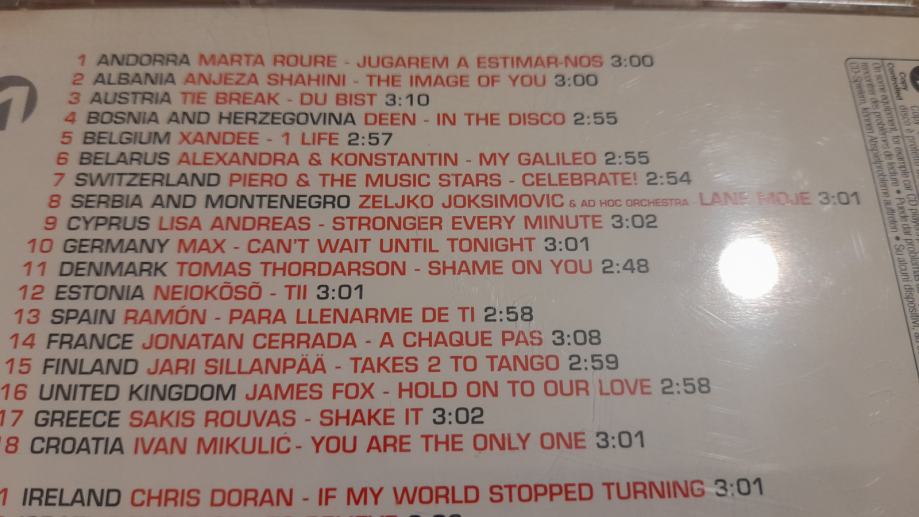 1 ANDORRA MARTA ROURE - JUGAREM A ESTIMAR-NOS 3:00
2 ALBANIA ANJEZA SHAHINI - THE IMAGE OF YOU 3:00
3 AUSTRIA TIE BREAK - DU BIST 3:10
4 BOSNIA AND HERZEGOVINA DEEN - IN THE DISCO 2:55
5 BELGIUM XANDEE - 1 LIFE 2:57
6 BELARUS ALEXANDRA & KONSTANTIN - MY GALILEO 2:55
7 SWITZERLAND PIERO & THE MUSIC STARS - CELEBRATE! 2:54
8 SERBIA AND MONTENEGRO ZELJKO JOKSIMOVIC & AD HOC ORCHESTRA - LANE MOJE 3:01
9 CYPRUS LISA ANDREAS - STRONGER EVERY MINUTE 3:02
10 GERMANY MAX - CAN'T WAIT UNTIL TONIGHT 3:01
11 DENMARK TOMAS THORDARSON - SHAME ON YOU 2:48
12 ESTONIA NEIOKÕSÕ - TII 3:01
13 SPAIN RAMÓN - PARA LLENARME DE TI 2:58
14 FRANCE JONATAN CERRADA - A CHAQUE PAS 3:08
15 FINLAND JARI SILLANPÄÄ - TAKES 2 TO TANGO 2:59
16 UNITED KINGDOM JAMES FOX - HOLD ON TO OUR LOVE 2:58
17 GREECE SAKIS ROUVAS - SHAKE IT 3:02
8 CROATIA IVAN MIKULIĆ - YOU ARE THE ONLY ONE 3:01
1 IRELAND CHRIS DORAN - IF MY WORLD STOPPED TURNING 3:01
Copy
Controlled